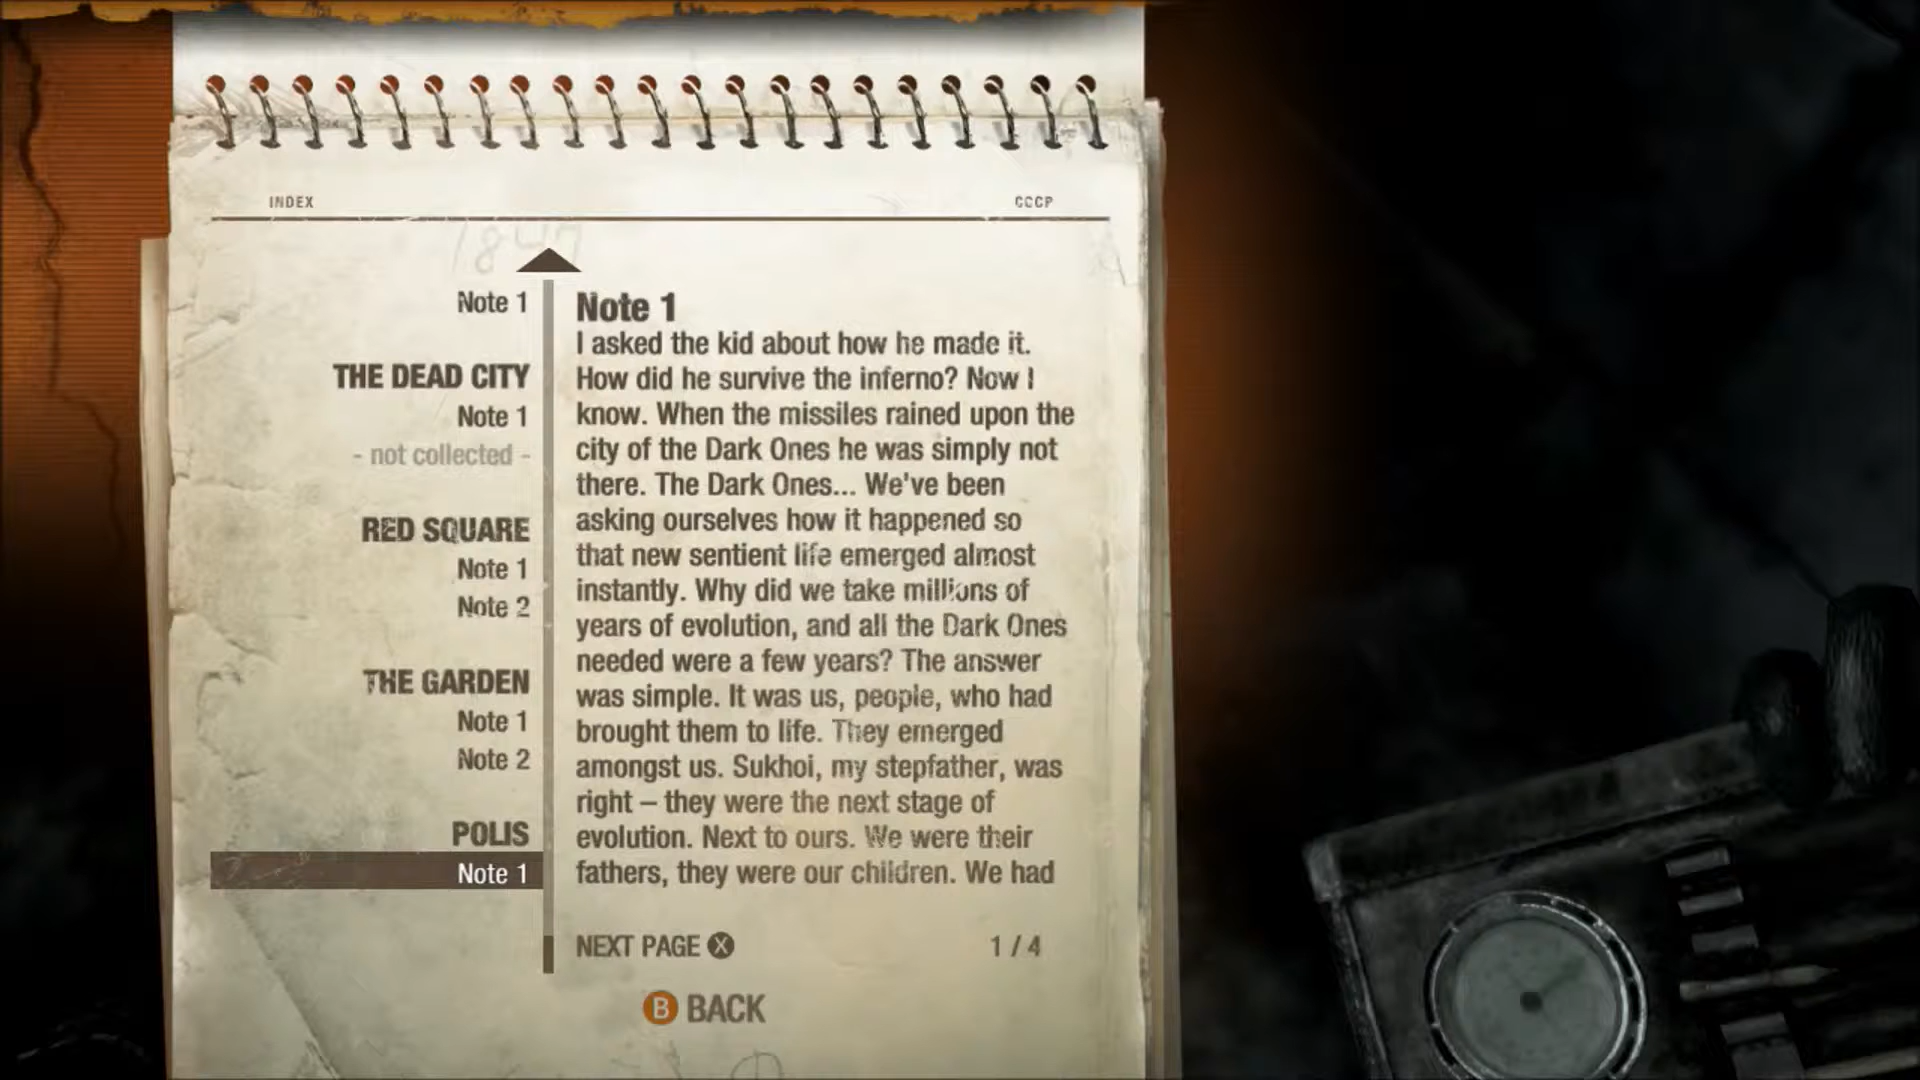 INDEX
CCCP
Note 1
THE DEAD CITY
Note 1
- not collected -
RED SQUARE
Note 1
Note 2
THE GARDEN
Note 1
Note 2
POLIS
Note 1
Note 1
I asked the kid about how he made it.
How did he survive the inferno? Now I
know. When the missiles rained upon the
city of the Dark Ones he was simply not
there. The Dark Ones... We've been
asking ourselves how it happened so
that new sentient life emerged almost
instantly. Why did we take millions of
years of evolution, and all the Dark Ones
needed were a few years? The answer
was simple. It was us, people, who had
brought them to life. They emerged
amongst us. Sukhoi, my stepfather, was
right – they were the next stage of
evolution. Next to ours. We were their
fathers, they were our children. We had
NEXT PAGE X
1 / 4
B BACK